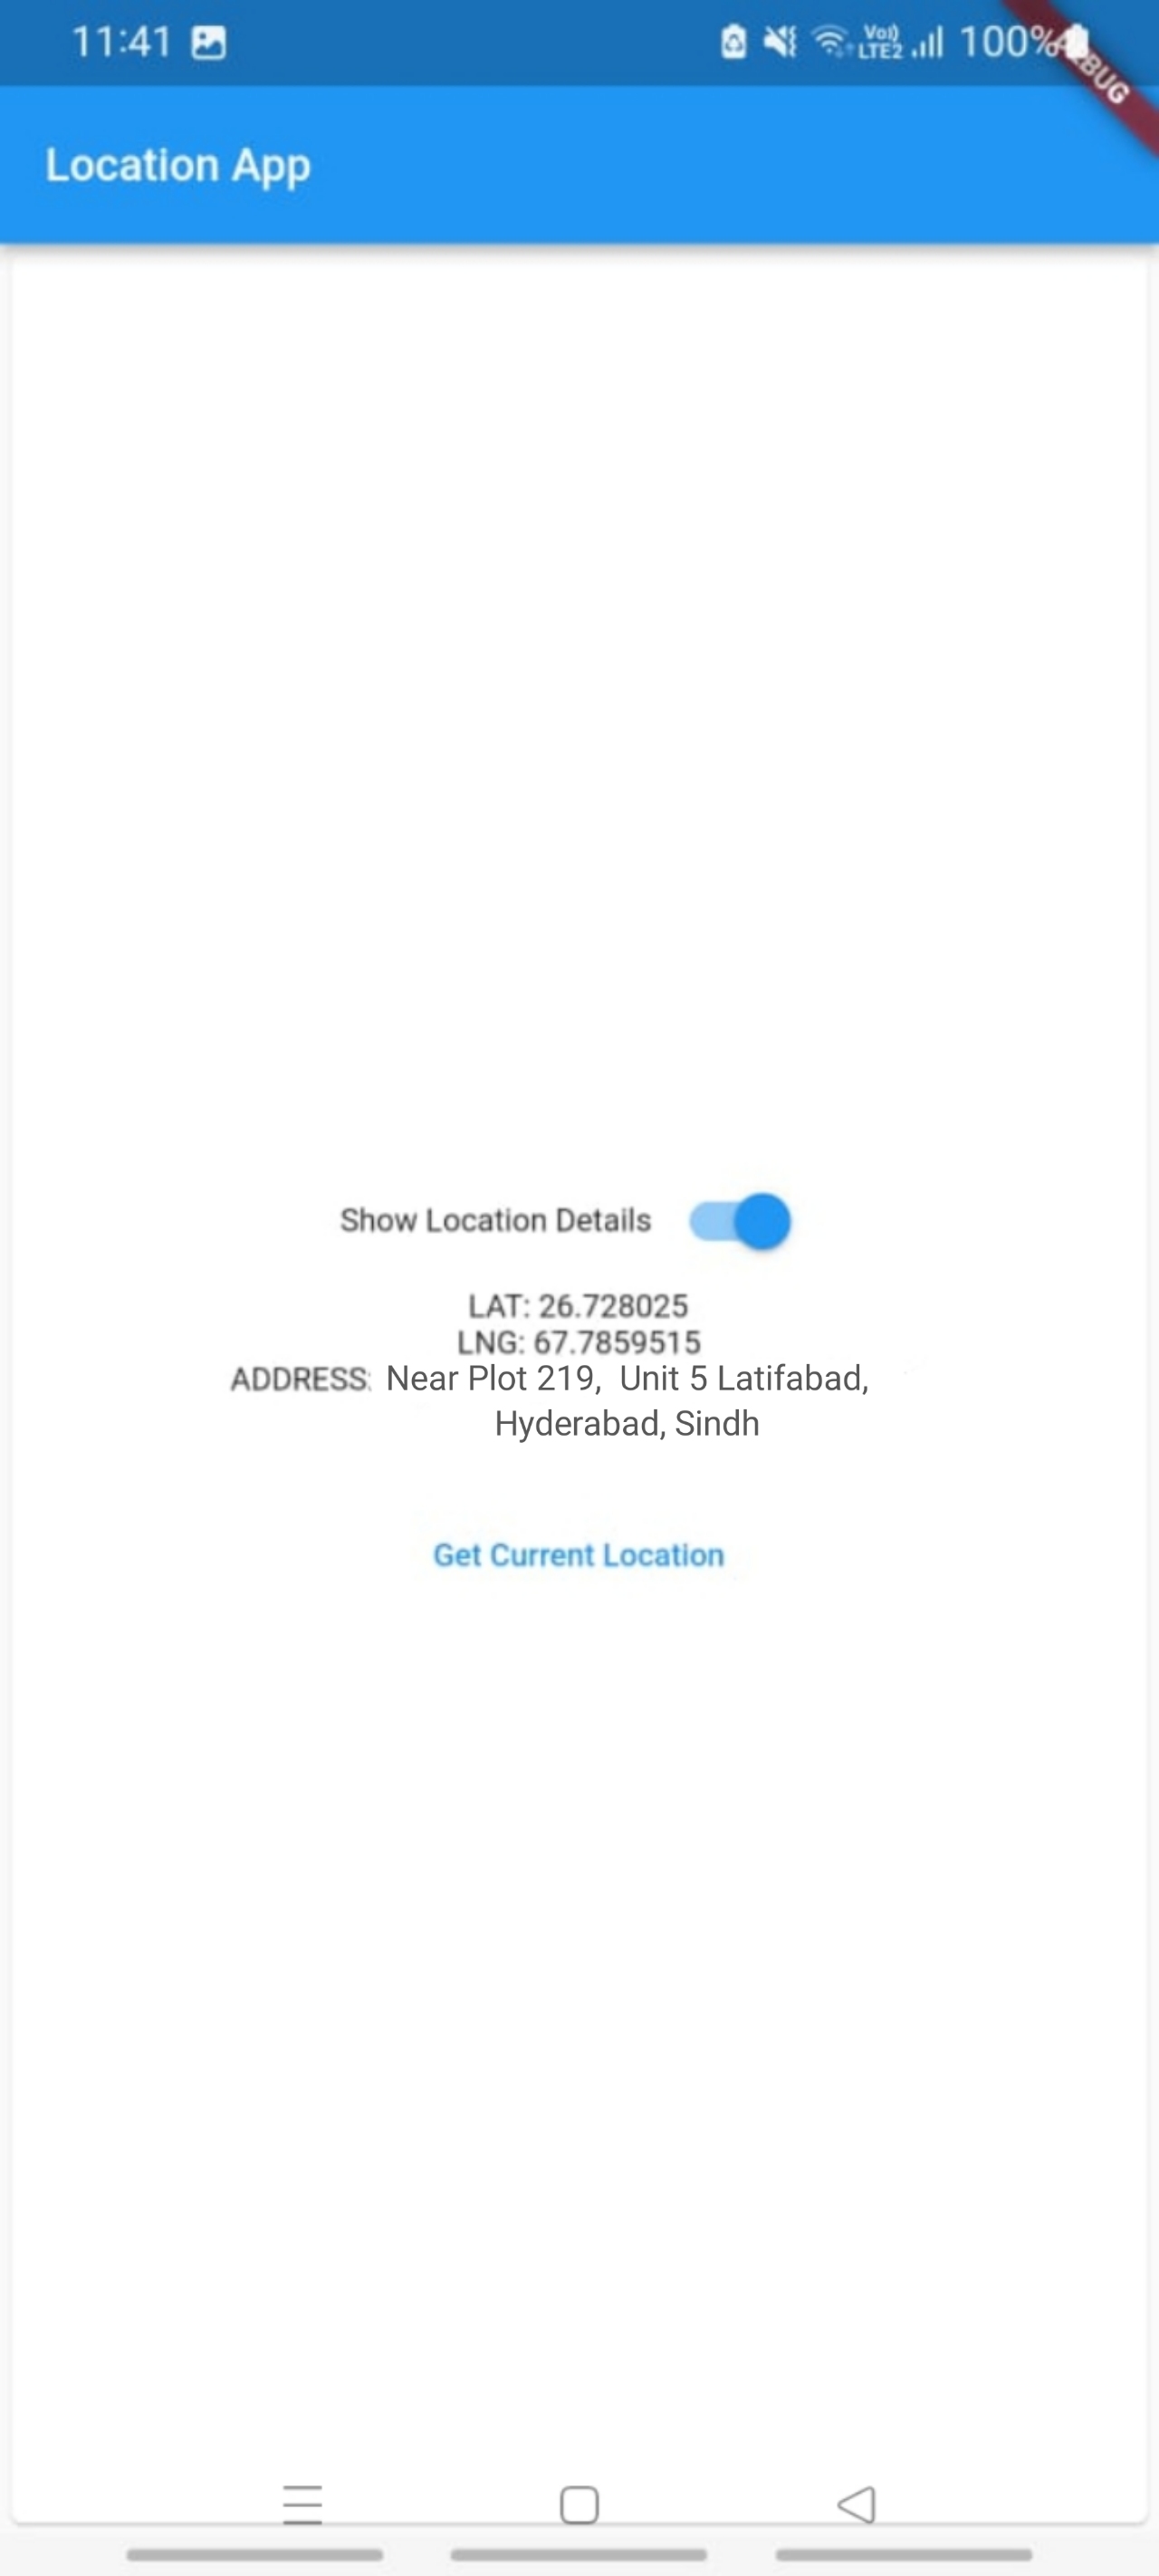 11:41 Vo)) LTE2 100%
Location App
Show Location Details
LAT: 26.728025
LNG: 67.7859515
ADDRESS: Near Plot 219, Unit 5 Latifabad,
Hyderabad, Sindh
Get Current Location